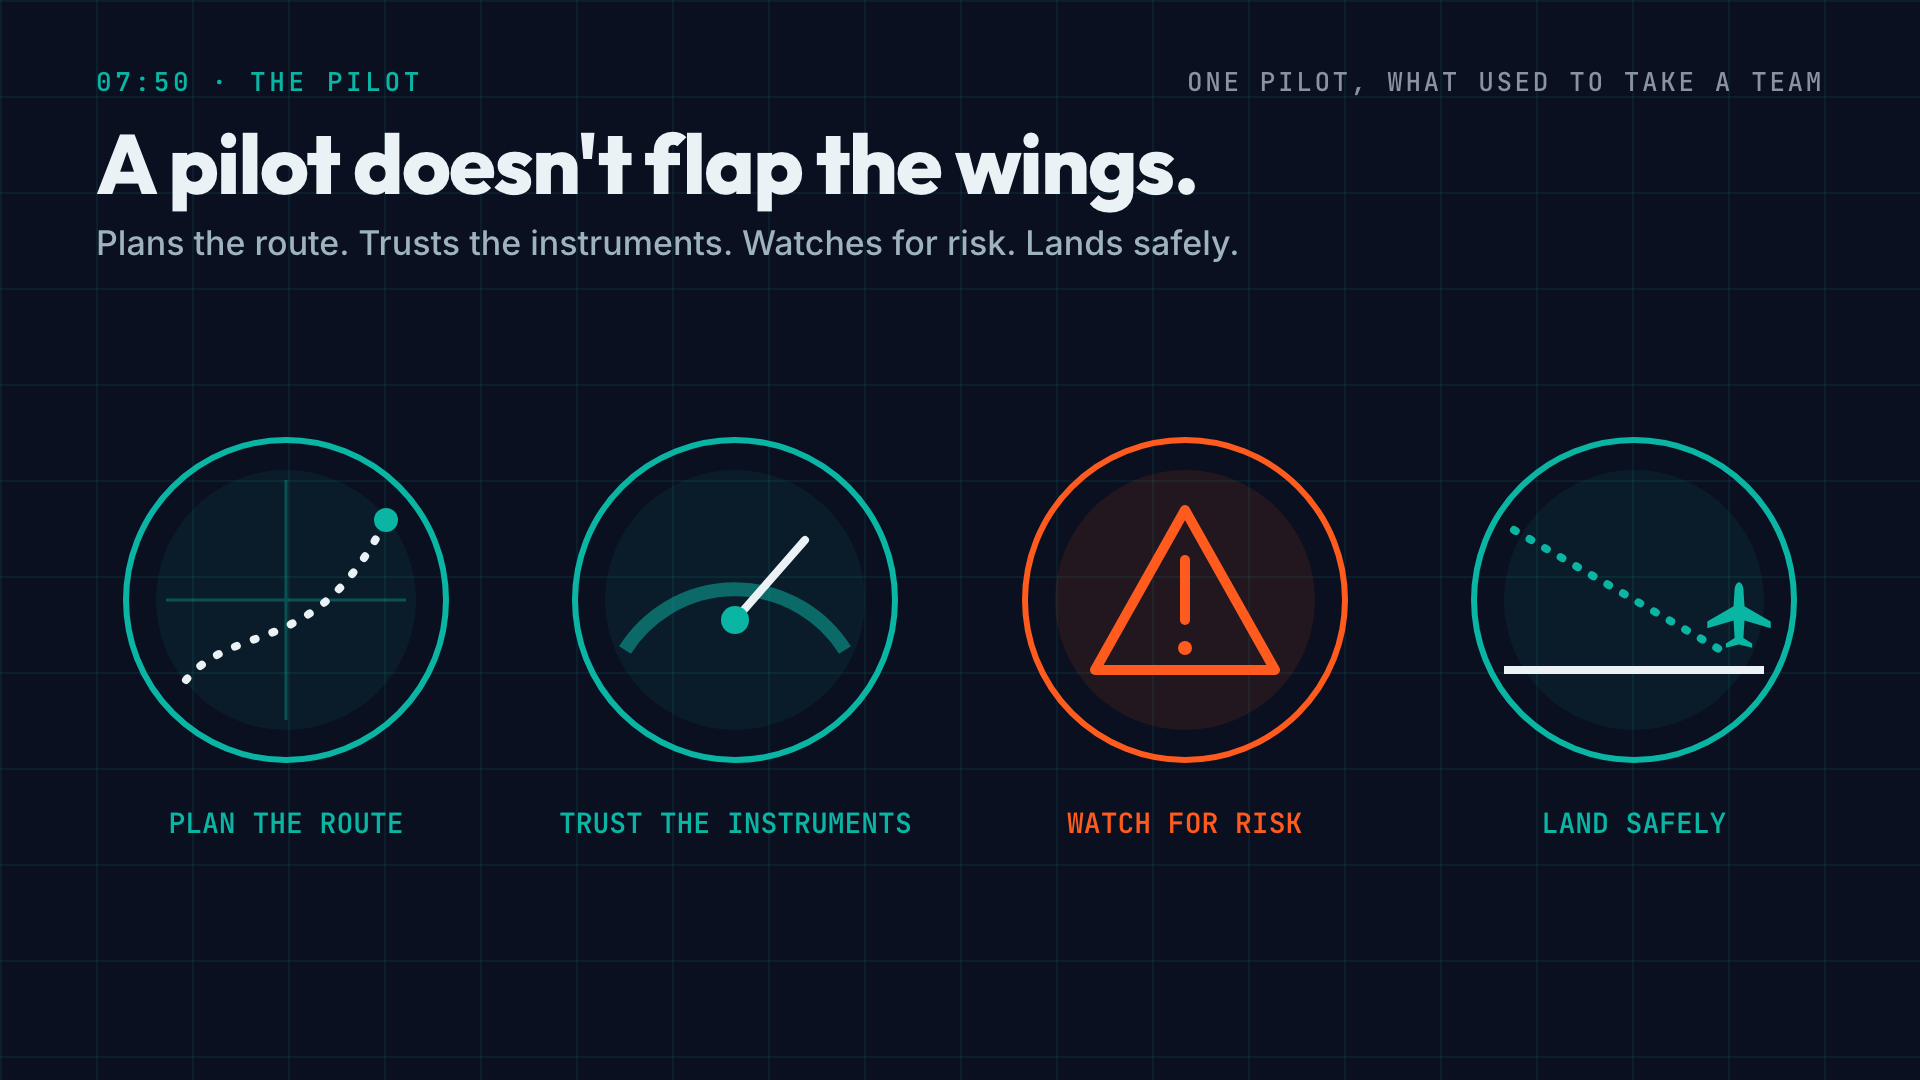 07:50 · THE PILOT
ONE PILOT, WHAT USED TO TAKE A TEAM
A pilot doesn't flap the wings.
Plans the route. Trusts the instruments. Watches for risk. Lands safely.
PLAN THE ROUTE
TRUST THE INSTRUMENTS
WATCH FOR RISK
LAND SAFELY